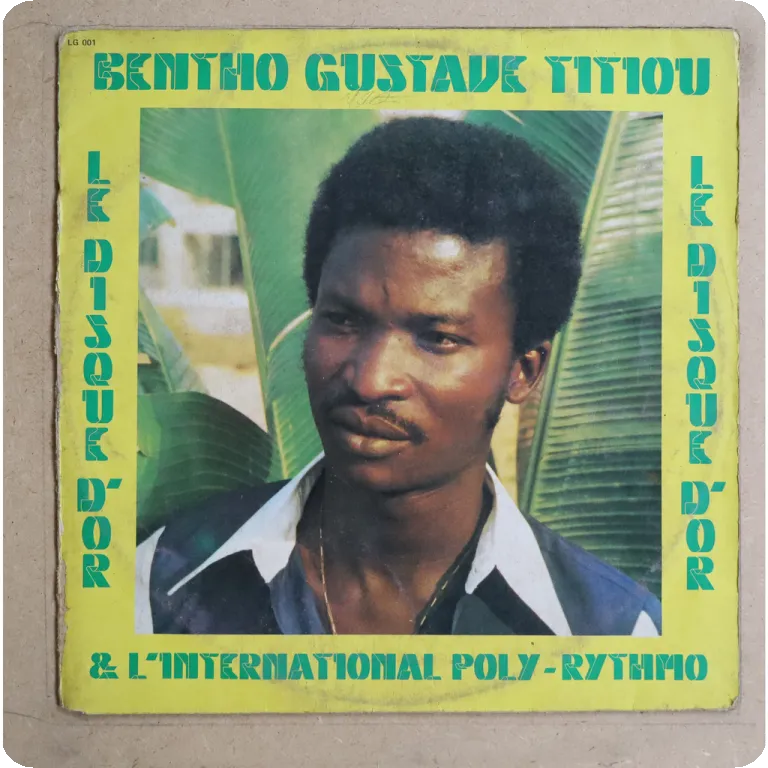 LG 001
BENTHO GUSTAVE TITIOU
LE DISQUE D'OR
LE DISQUE D'OR
& L'INTERNATIONAL POLY-RYTHMO